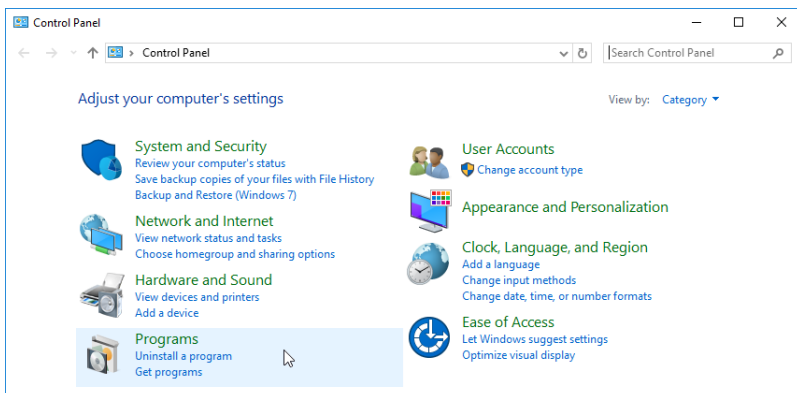 Control Panel
Control Panel
Search Control Panel
Adjust your computer's settings
View by: Category
System and Security
Review your computer's status
Save backup copies of your files with File History
Backup and Restore (Windows 7)
Network and Internet
View network status and tasks
Choose homegroup and sharing options
Hardware and Sound
View devices and printers
Add a device
Programs
Uninstall a program
Get programs
User Accounts
Change account type
Appearance and Personalization
Clock, Language, and Region
Add a language
Change input methods
Change date, time, or number formats
Ease of Access
Let Windows suggest settings
Optimize visual display